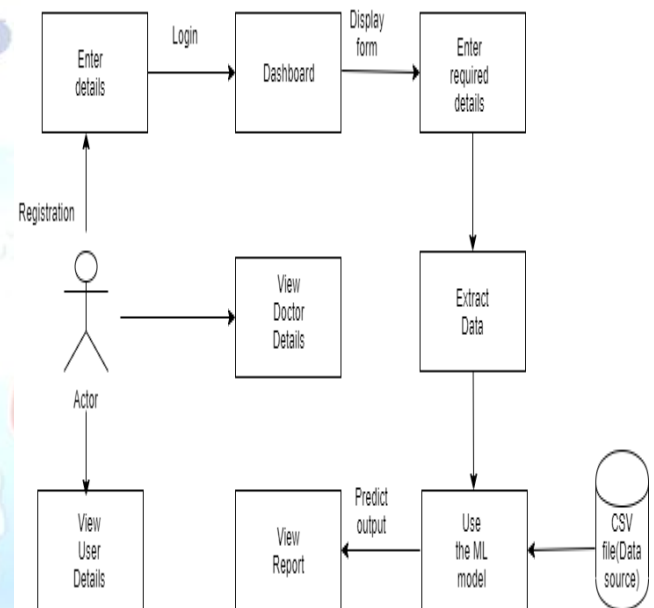 Login
Display
form
Enter
details
Dashboard
Enter
required
details
Registration
View
Doctor
Details
Extract
Data
Actor
View
User
Details
View
Report
Predict
output
Use
the ML
model
CSV
file(Data
source)